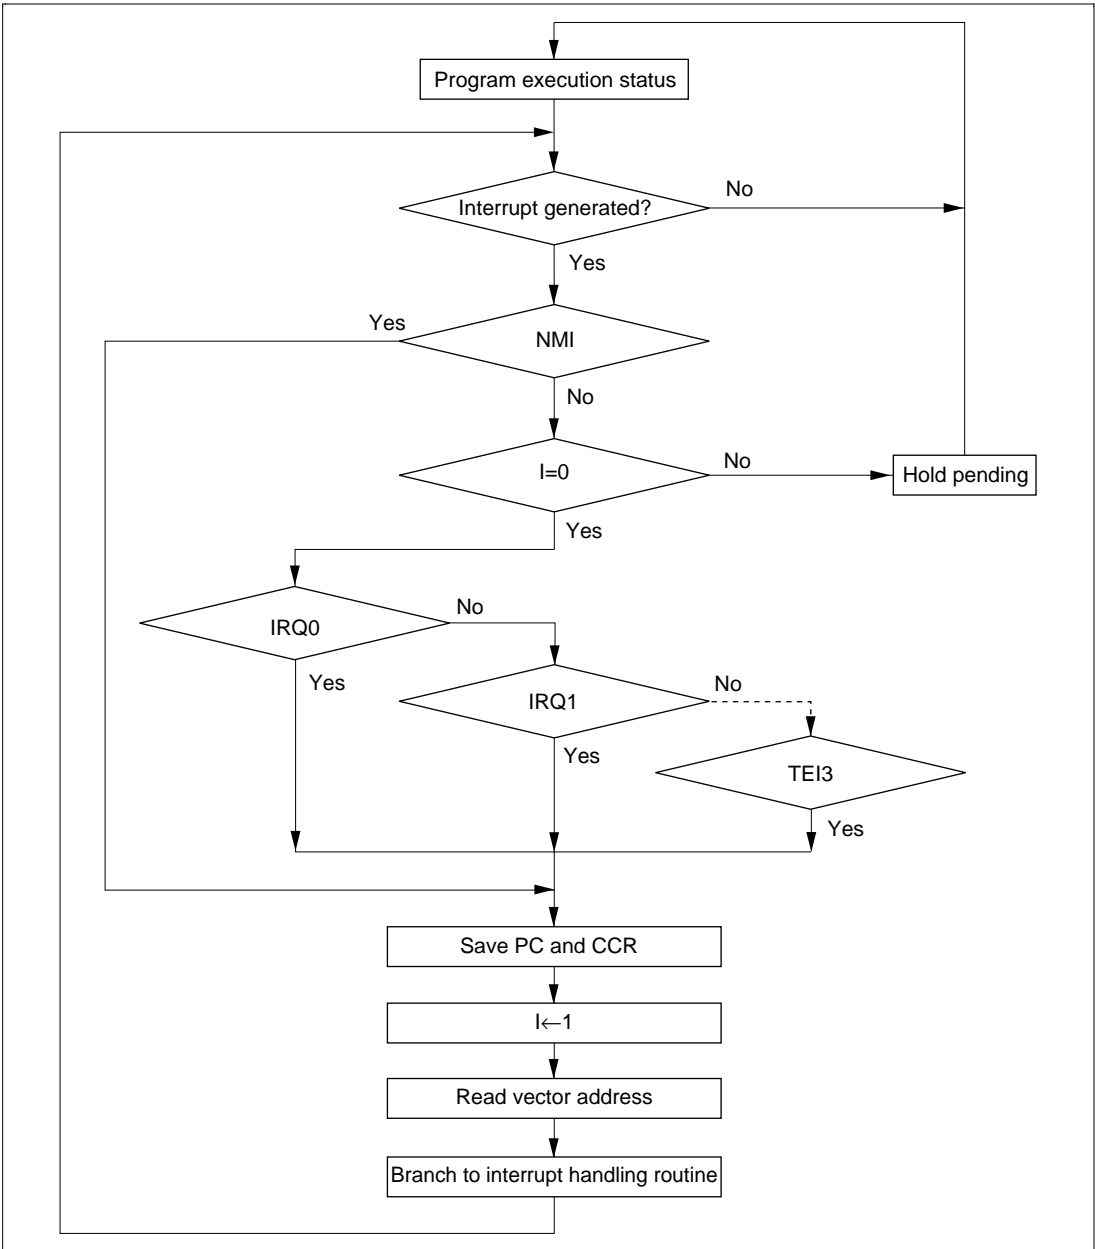 Program execution status
Interrupt generated?
No
Yes
Yes
NMI
No
I=0
No
Hold pending
Yes
IRQ0
No
Yes
IRQ1
No
Yes
TEI3
Yes
Save PC and CCR
I←1
Read vector address
Branch to interrupt handling routine